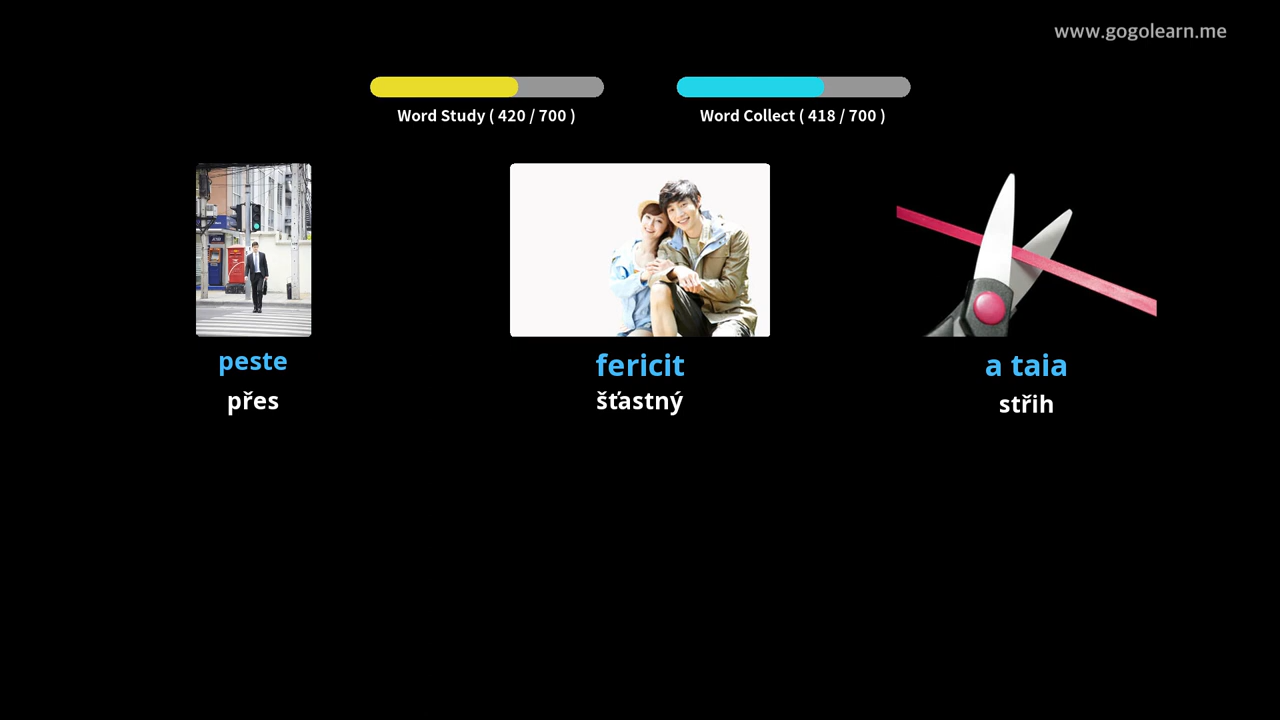 www.gogolearn.me
Word Study ( 420 / 700 )
Word Collect ( 418 / 700 )
peste
přes
fericit
šťastný
a taia
střih